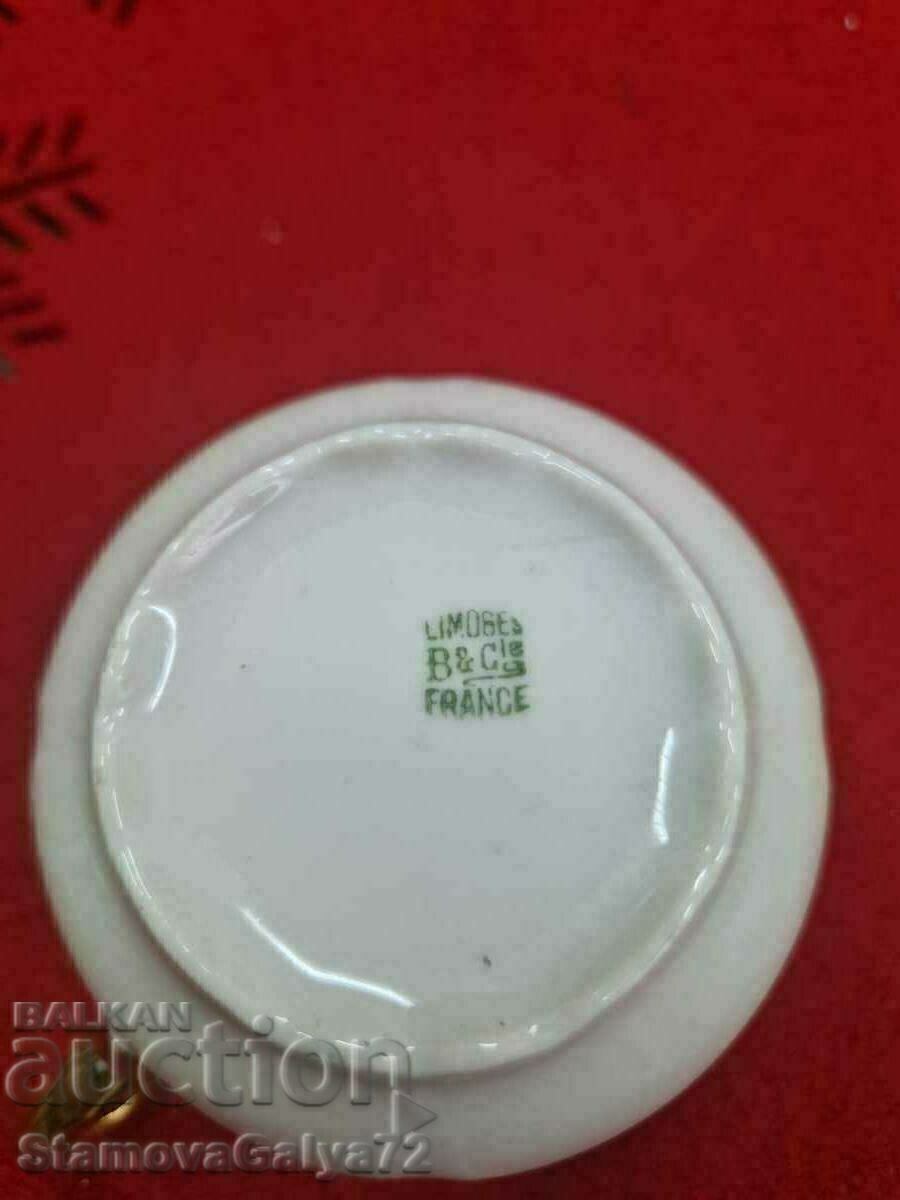 LIMOGES
B & Cie
FRANCE
BALKAN
auction
StamovaGalya72